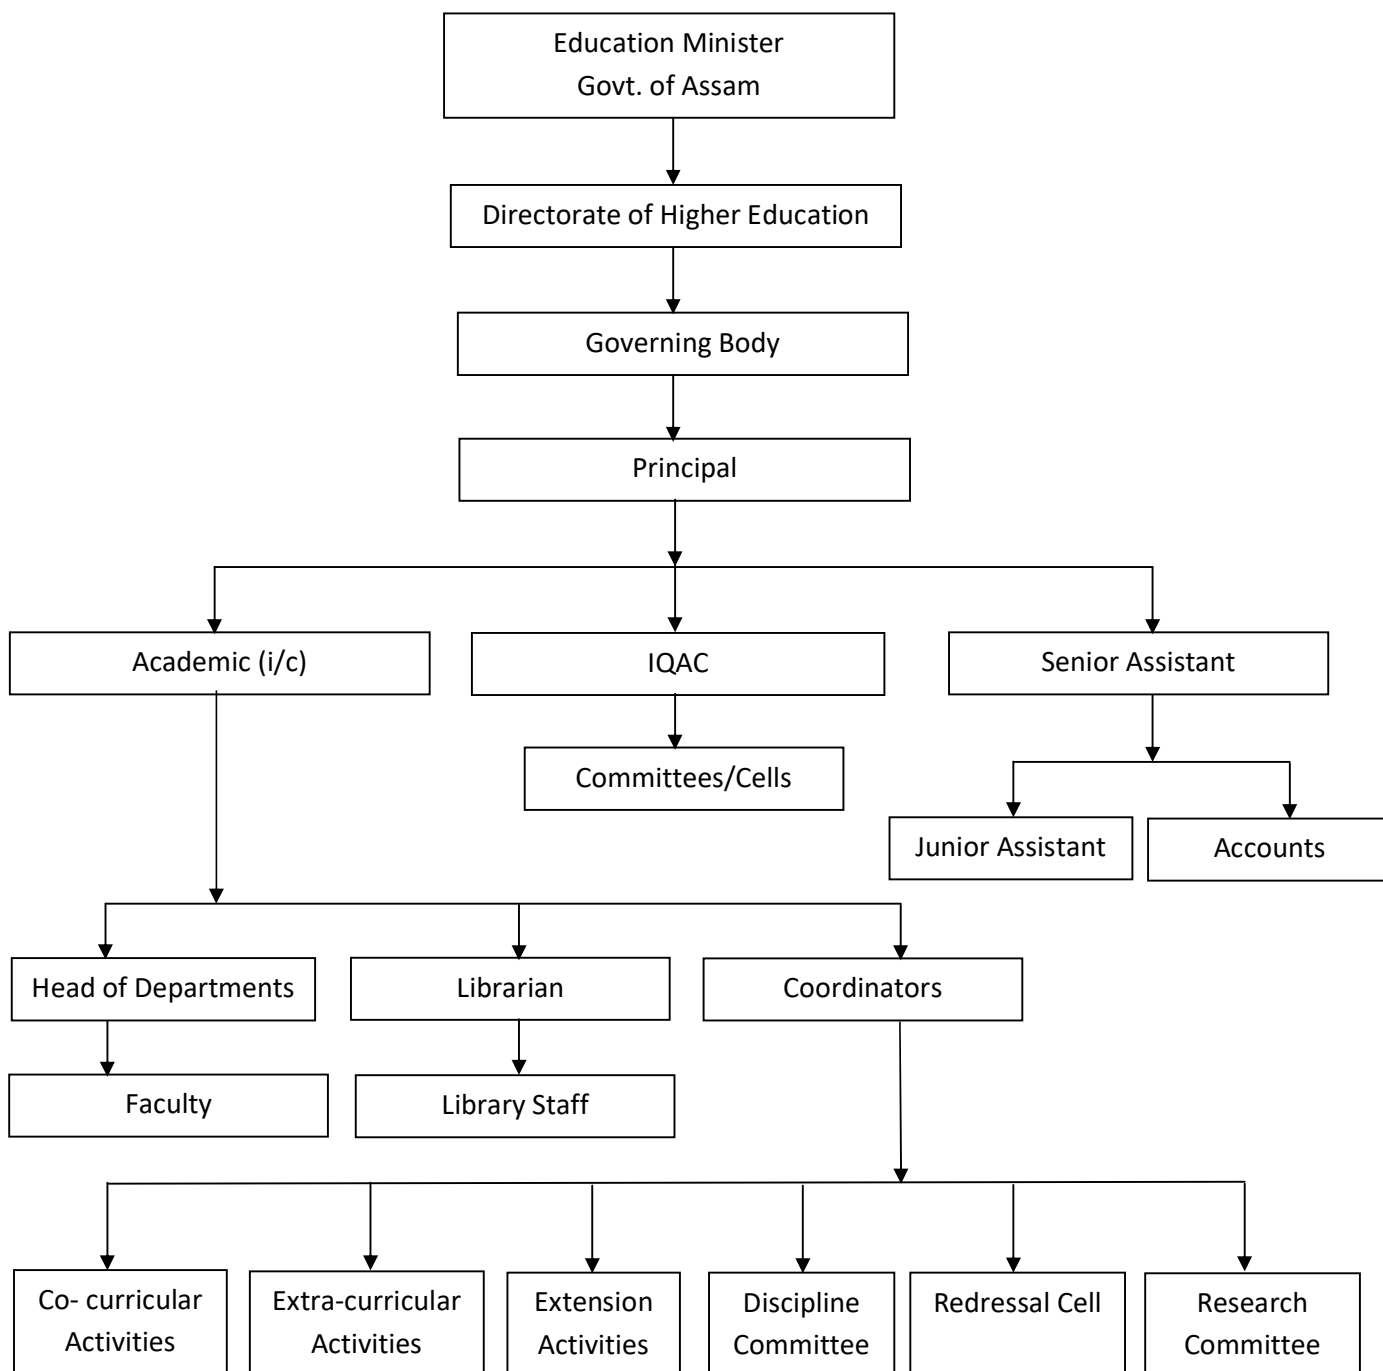 Education Minister
Govt. of Assam
Directorate of Higher Education
Governing Body
Principal
Academic (i/c)
IQAC
Senior Assistant
Committees/Cells
Junior Assistant
Accounts
Head of Departments
Librarian
Coordinators
Faculty
Library Staff
Co- curricular
Activities
Extra-curricular
Activities
Extension
Activities
Discipline
Committee
Redressal Cell
Research
Committee